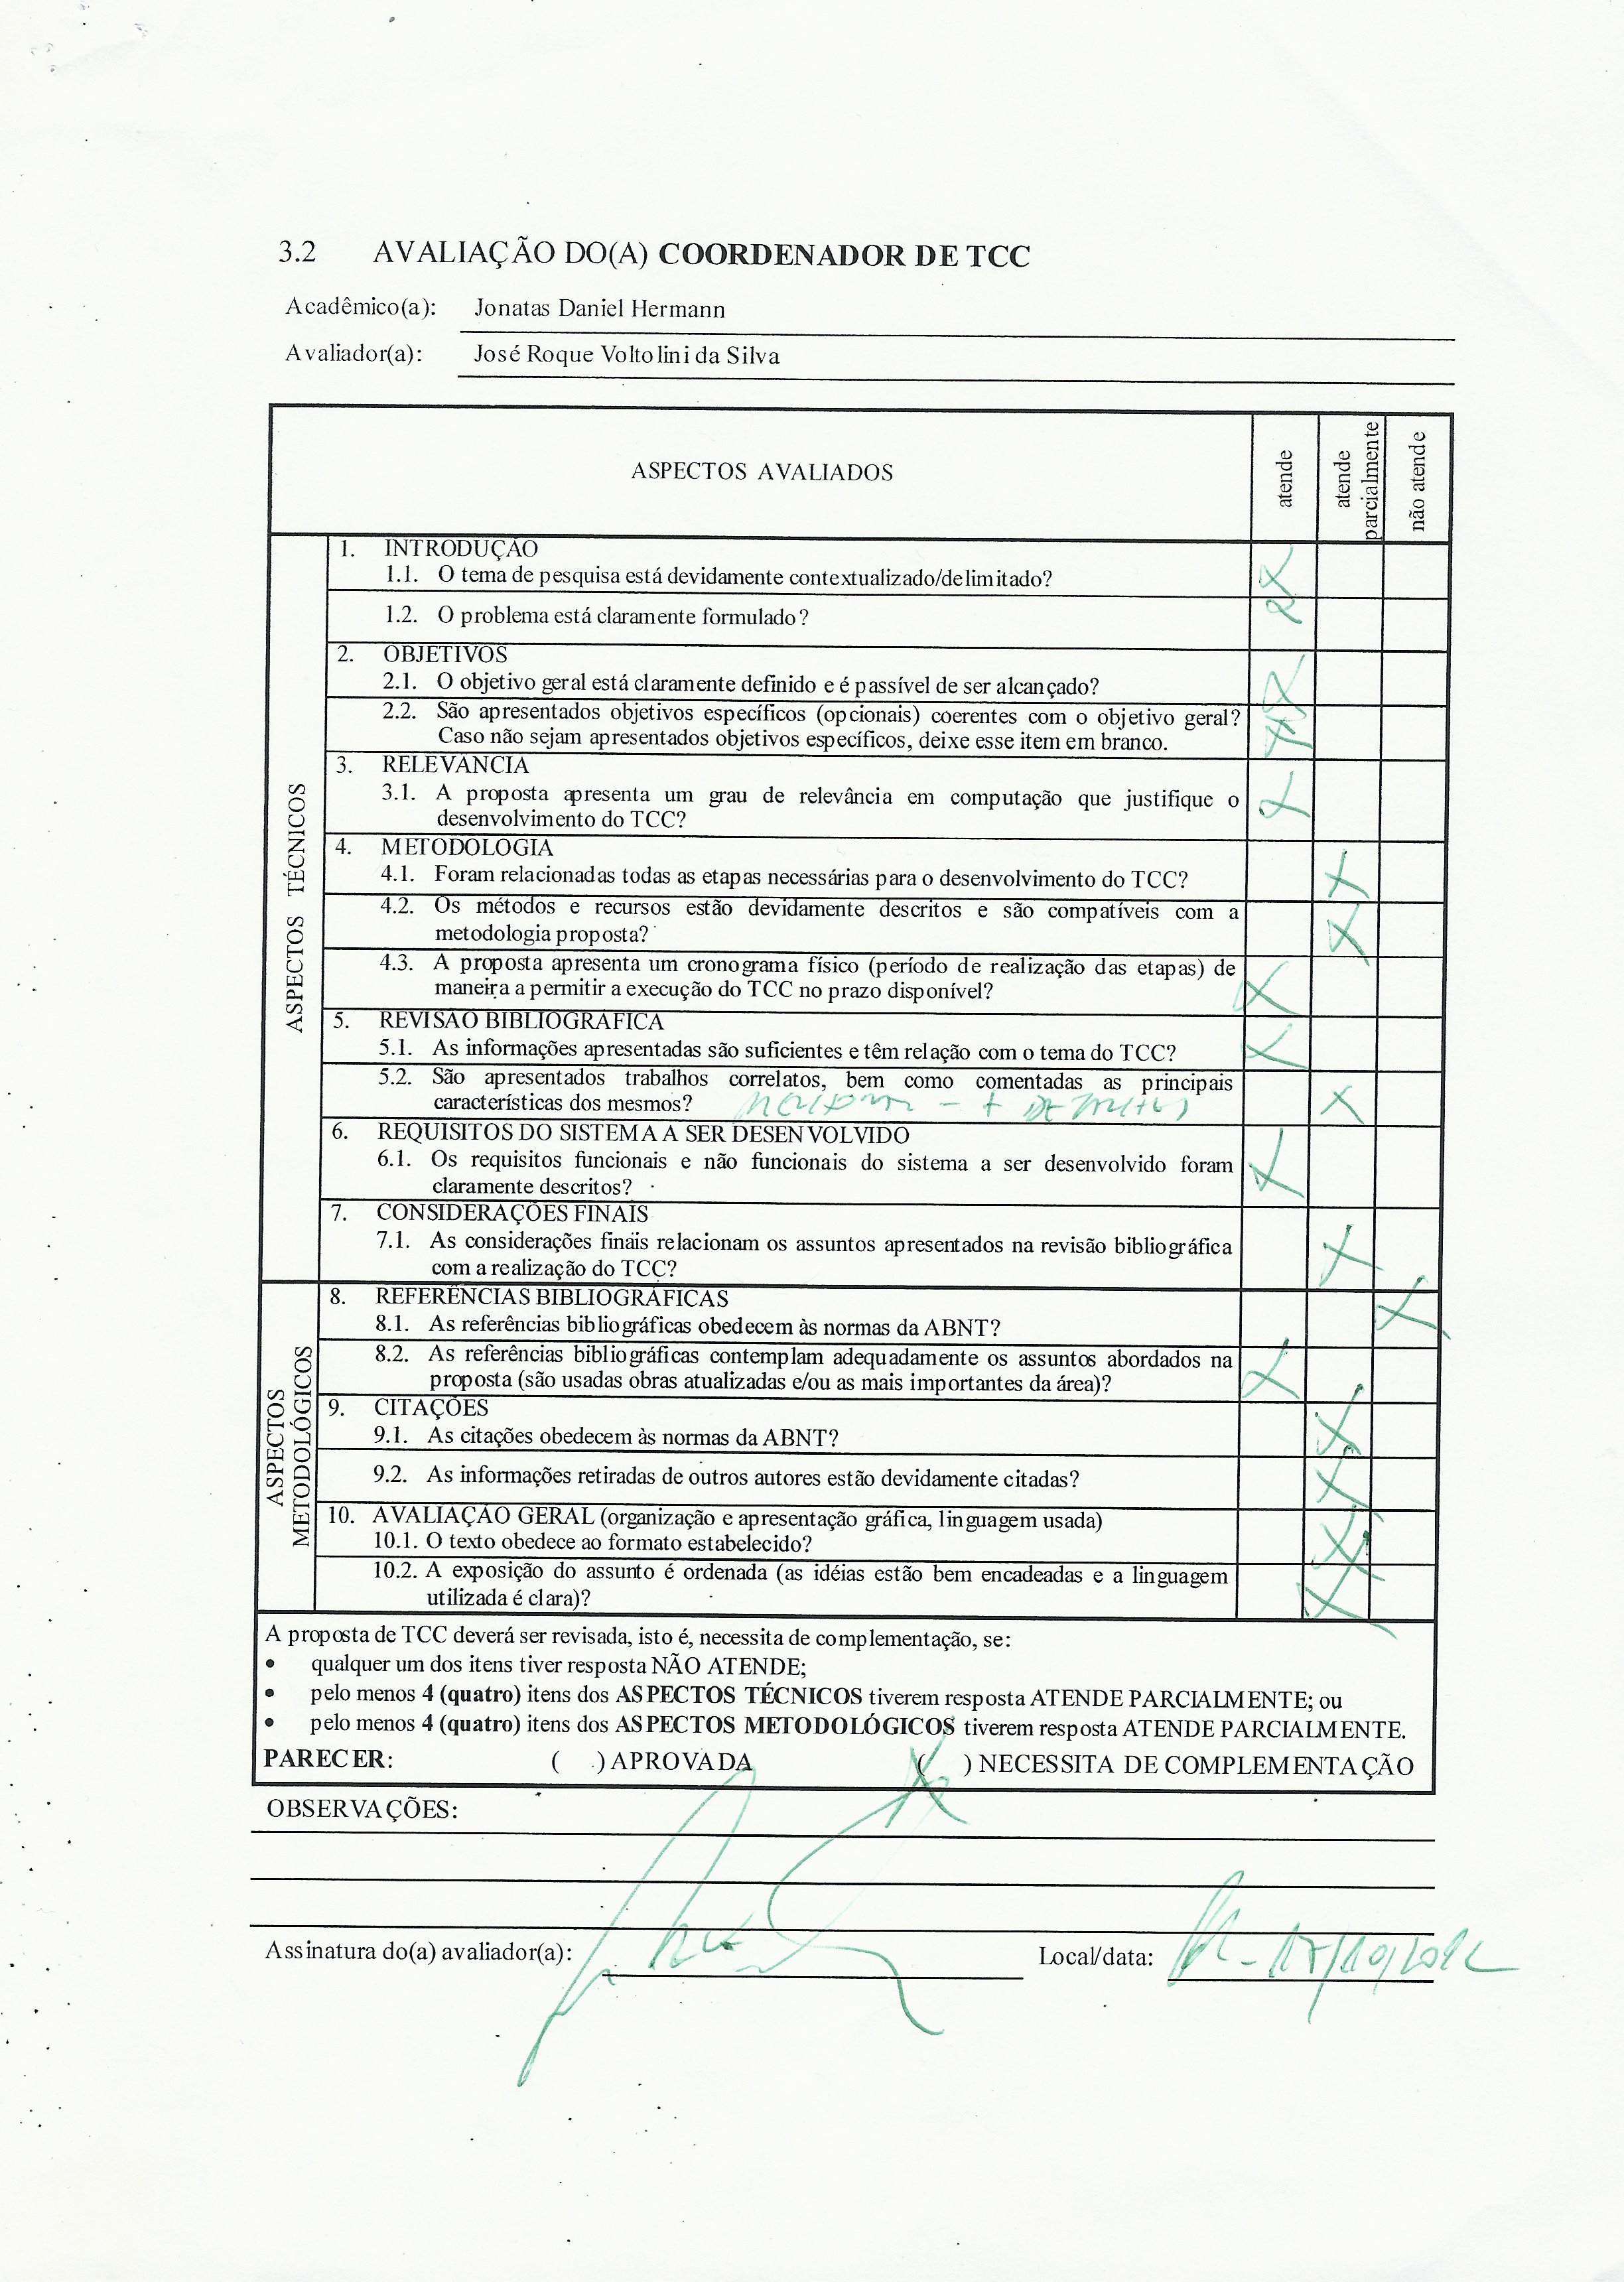 3.2 AVALIAÇÃO DO(A) COORDENADOR DE TCC
Acadêmico(a): Jonatas Daniel Hermann
Avaliador(a): José Roque Voltolini da Silva
ASPECTOS AVALIADOS
atende
atende parcialmente
não atende
ASPECTOS TÉCNICOS
1. INTRODUÇÃO
1.1. O tema de pesquisa está devidamente contextualizado/delimitado?
X
1.2. O problema está claramente formulado?
X
2. OBJETIVOS
2.1. O objetivo geral está claramente definido e é passível de ser alcançado?
X
2.2. São apresentados objetivos específicos (opcionais) coerentes com o objetivo geral?
Caso não sejam apresentados objetivos específicos, deixe esse item em branco.
X
3. RELEVÂNCIA
3.1. A proposta apresenta um grau de relevância em computação que justifique o
desenvolvimento do TCC?
X
4. METODOLOGIA
4.1. Foram relacionadas todas as etapas necessárias para o desenvolvimento do TCC?
X
4.2. Os métodos e recursos estão devidamente descritos e são compatíveis com a
metodologia proposta?
X
4.3. A proposta apresenta um cronograma físico (período de realização das etapas) de
maneira a permitir a execução do TCC no prazo disponível?
X
5. REVISÃO BIBLIOGRÁFICA
5.1. As informações apresentadas são suficientes e têm relação com o tema do TCC?
X
5.2. São apresentados trabalhos correlatos, bem como comentadas as principais
características dos mesmos? - + DETALHES
X
6. REQUISITOS DO SISTEMA A SER DESENVOLVIDO
6.1. Os requisitos funcionais e não funcionais do sistema a ser desenvolvido foram
claramente descritos?
X
7. CONSIDERAÇÕES FINAIS
7.1. As considerações finais relacionam os assuntos apresentados na revisão bibliográfica
com a realização do TCC?
X
ASPECTOS METODOLÓGICOS
8. REFERÊNCIAS BIBLIOGRÁFICAS
8.1. As referências bibliográficas obedecem às normas da ABNT?
X
8.2. As referências bibliográficas contemplam adequadamente os assuntos abordados na
proposta (são usadas obras atualizadas e/ou as mais importantes da área)?
X
9. CITAÇÕES
9.1. As citações obedecem às normas da ABNT?
X
9.2. As informações retiradas de outros autores estão devidamente citadas?
X
10. AVALIAÇÃO GERAL (organização e apresentação gráfica, linguagem usada)
10.1. O texto obedece ao formato estabelecido?
X
10.2. A exposição do assunto é ordenada (as idéias estão bem encadeadas e a linguagem
utilizada é clara)?
X
A proposta de TCC deverá ser revisada, isto é, necessita de complementação, se:
• qualquer um dos itens tiver resposta NÃO ATENDE;
• pelo menos 4 (quatro) itens dos ASPECTOS TÉCNICOS tiverem resposta ATENDE PARCIALMENTE; ou
• pelo menos 4 (quatro) itens dos ASPECTOS METODOLÓGICOS tiverem resposta ATENDE PARCIALMENTE.
PARECER: ( ) APROVADA (X ) NECESSITA DE COMPLEMENTAÇÃO
OBSERVAÇÕES:
Assinatura do(a) avaliador(a): Local/data: - 17/10/2012